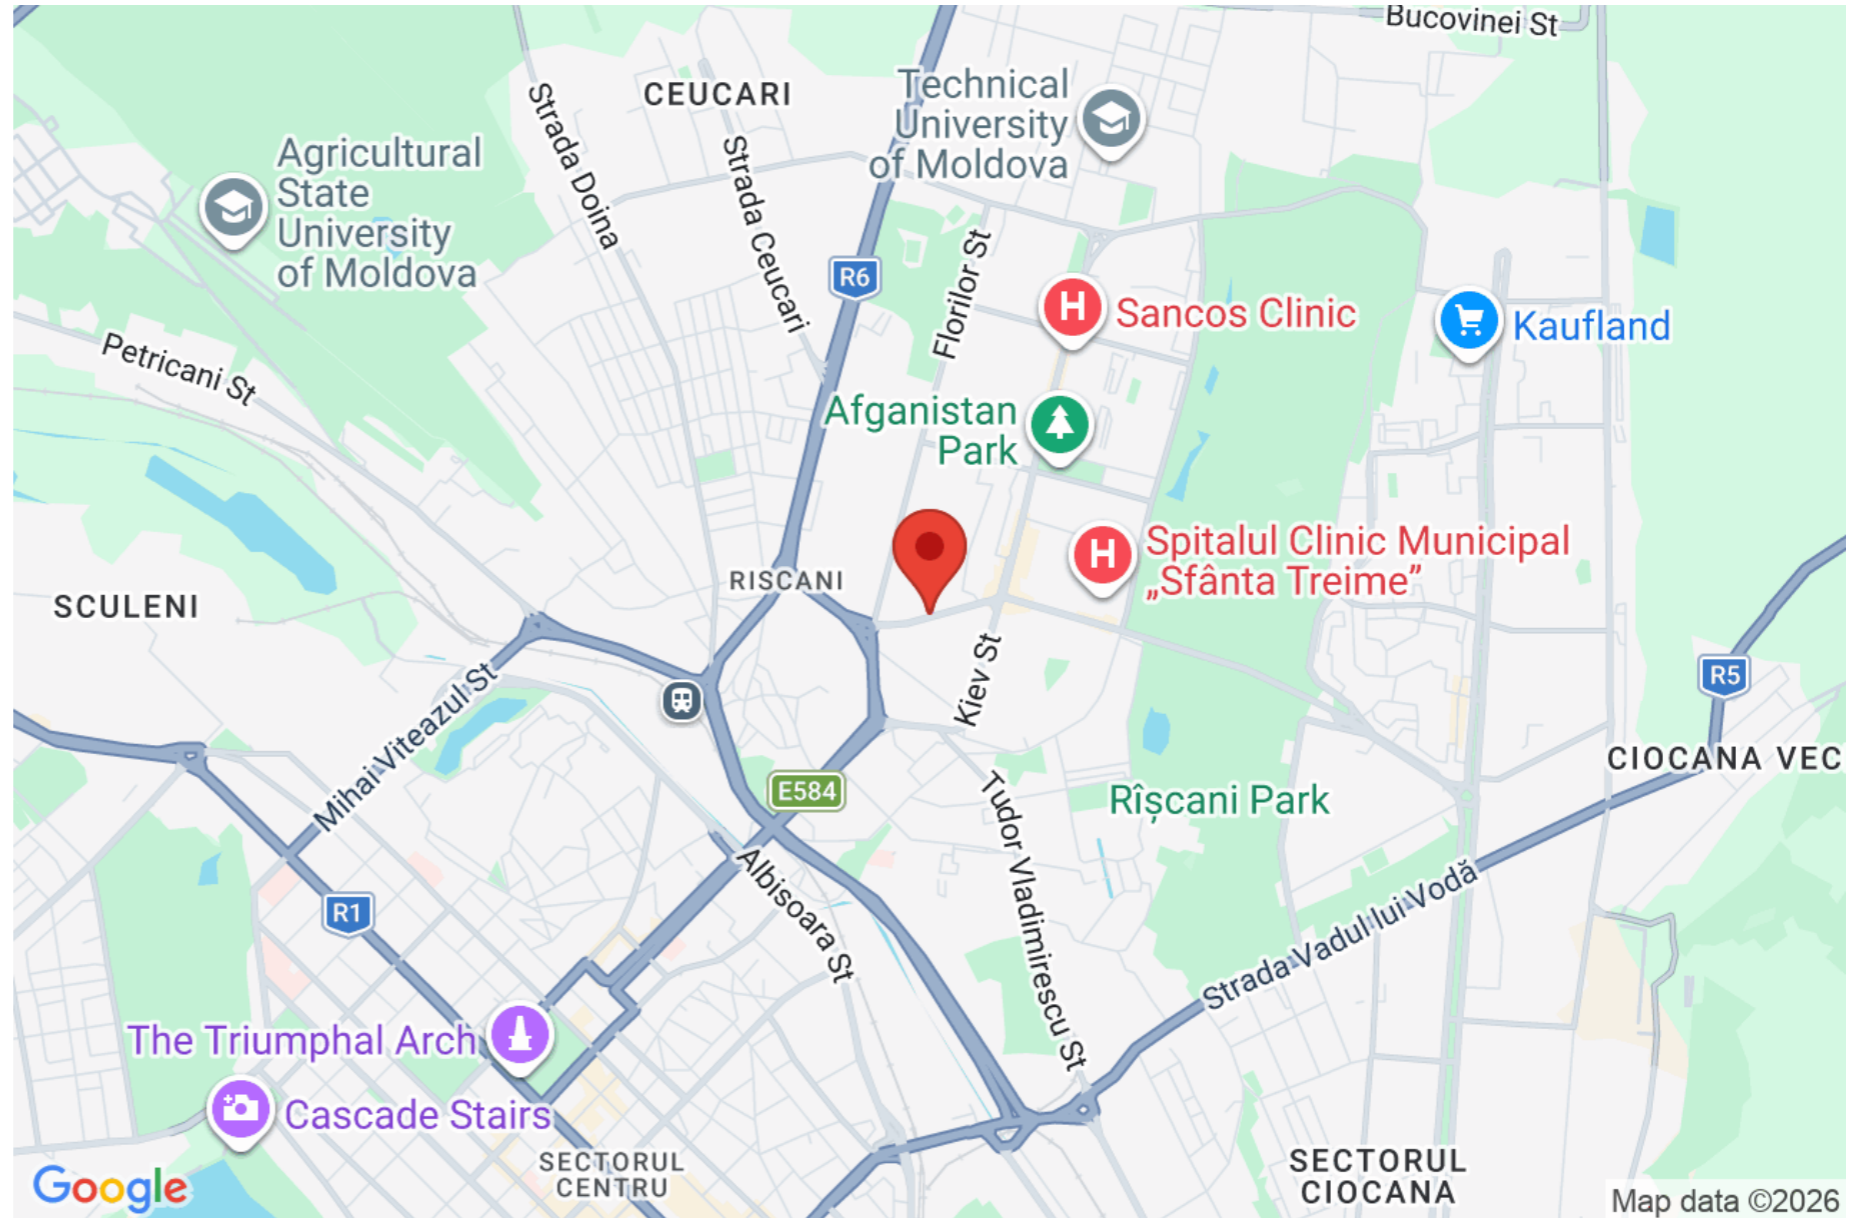 Bucovinei St
CEUCARI
Technical
University
of Moldova
Strada Doina
Strada Ceucari
Agricultural
State
University
of Moldova
R6
Florilor St
Sancos Clinic
Kaufland
Petricani St
Afganistan
Park
Spitalul Clinic Municipal
„Sfânta Treime”
RISCANI
SCULENI
Kiev St
R5
Mihai Viteazul St
CIOCANA VEC
E584
Rîșcani Park
Tudor Vladimirescu St
Albisoara St
Strada Vadul lui Vodă
R1
The Triumphal Arch
Cascade Stairs
SECTORUL
CENTRU
SECTORUL
CIOCANA
Google
Map data ©2026